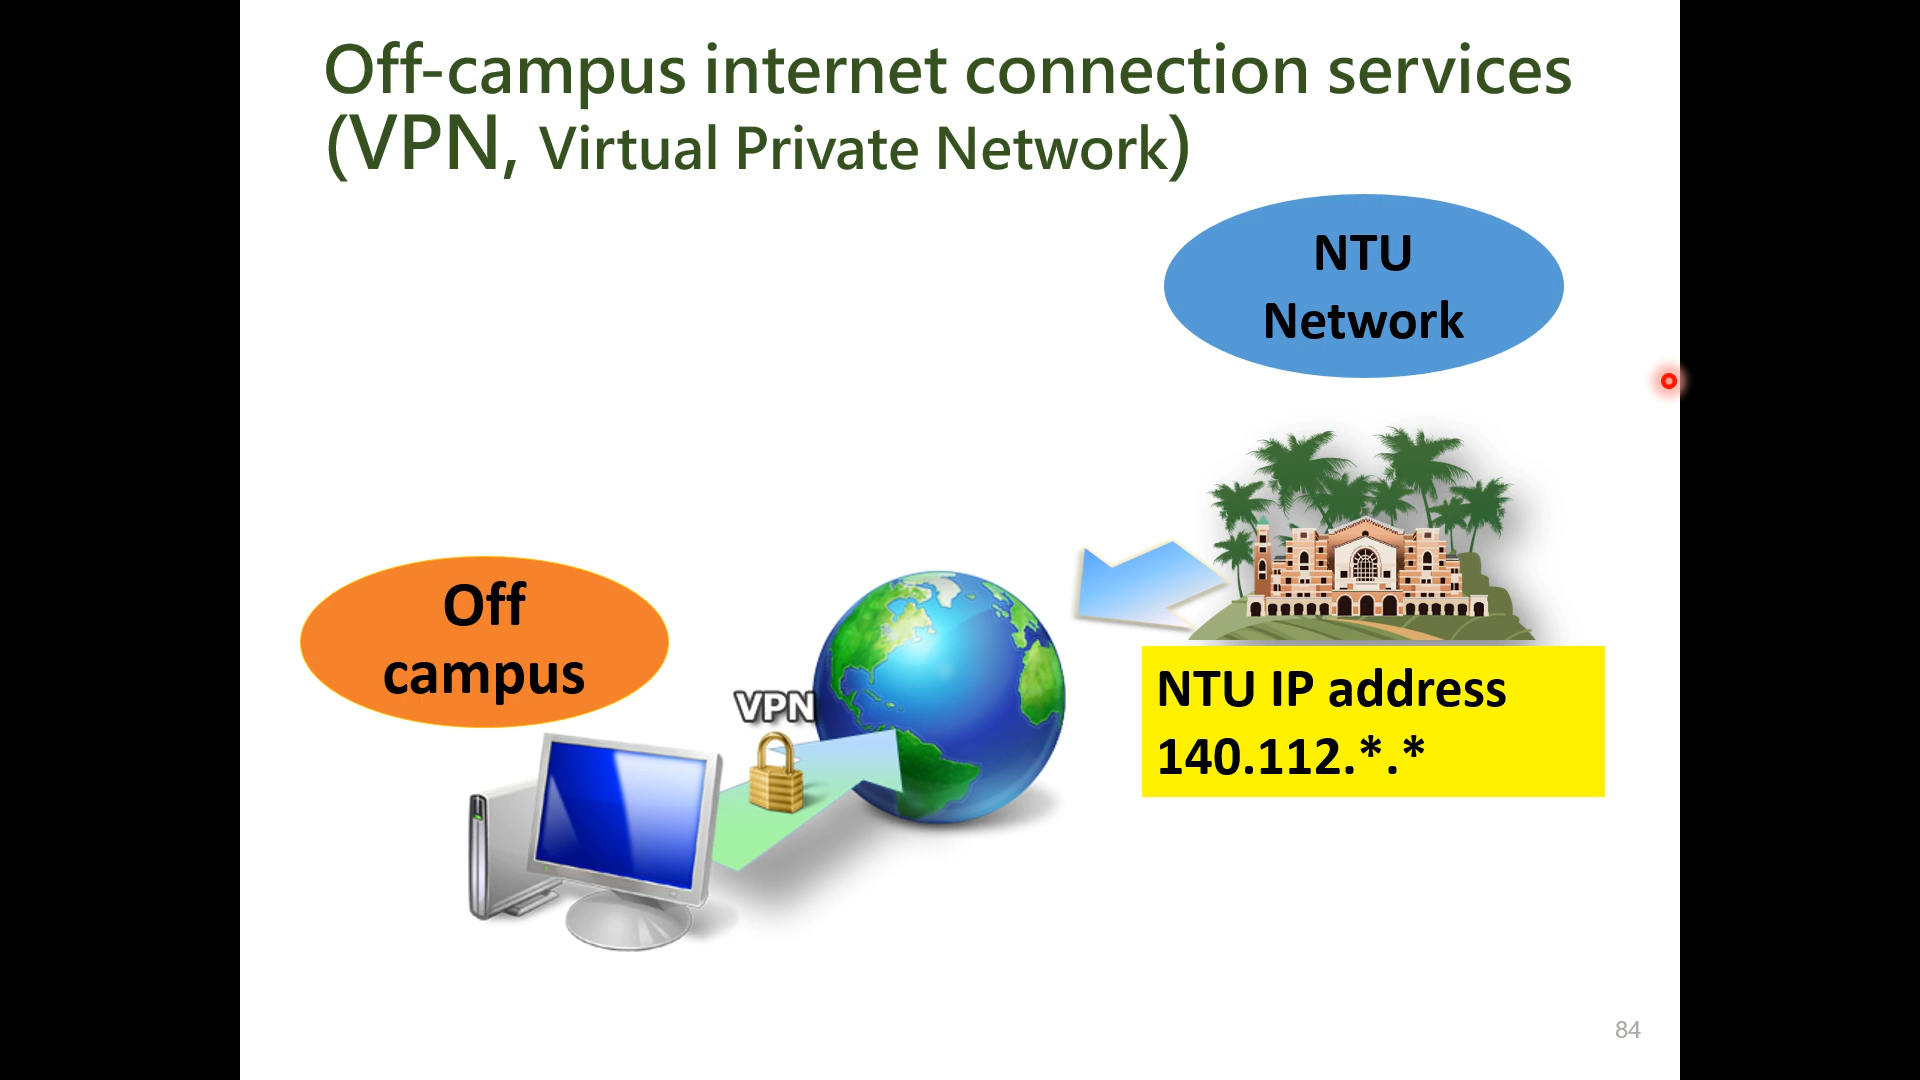 Off-campus internet connection services
(VPN, Virtual Private Network)
NTU
Network
Off
campus
VPN
NTU IP address
140.112.*.*
84